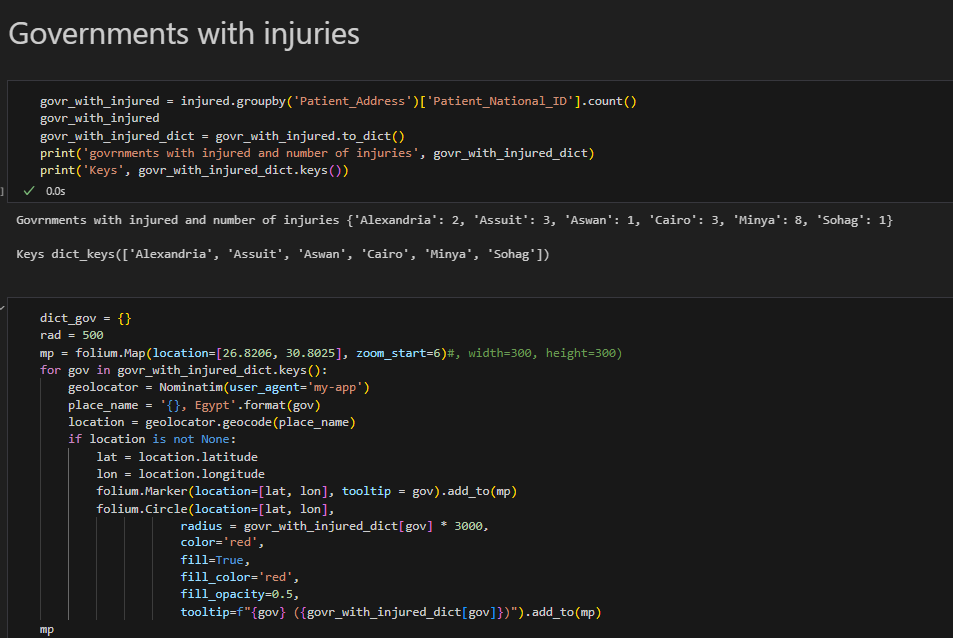 Governments with injuries
govr_with_injured = injured.groupby('Patient_Address')['Patient_National_ID'].count()
govr_with_injured
govr_with_injured_dict = govr_with_injured.to_dict()
print('govrnments with injured and number of injuries', govr_with_injured_dict)
print('Keys', govr_with_injured_dict.keys())
] ✓ 0.0s
Govrnments with injured and number of injuries {'Alexandria': 2, 'Assuit': 3, 'Aswan': 1, 'Cairo': 3, 'Minya': 8, 'Sohag': 1}
Keys dict_keys(['Alexandria', 'Assuit', 'Aswan', 'Cairo', 'Minya', 'Sohag'])
dict_gov = {}
rad = 500
mp = folium.Map(location=[26.8206, 30.8025], zoom_start=6)#, width=300, height=300)
for gov in govr_with_injured_dict.keys():
    geolocator = Nominatim(user_agent='my-app')
    place_name = '{}, Egypt'.format(gov)
    location = geolocator.geocode(place_name)
    if location is not None:
        lat = location.latitude
        lon = location.longitude
        folium.Marker(location=[lat, lon], tooltip = gov).add_to(mp)
        folium.Circle(location=[lat, lon],
                    radius = govr_with_injured_dict[gov] * 3000,
                    color='red',
                    fill=True,
                    fill_color='red',
                    fill_opacity=0.5,
                    tooltip=f"{gov} ({govr_with_injured_dict[gov]})").add_to(mp)
mp